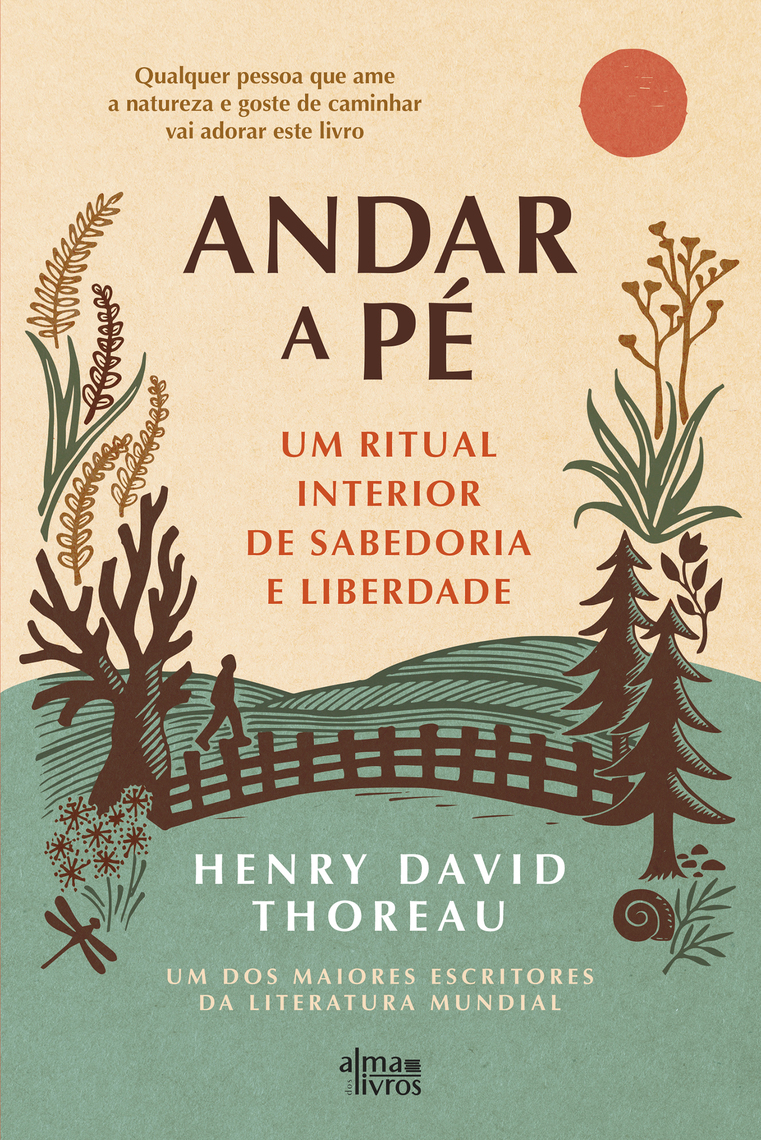 Qualquer pessoa que ame
a natureza e goste de caminhar
vai adorar este livro
ANDAR
A PÉ
UM RITUAL
INTERIOR
DE SABEDORIA
E LIBERDADE
HENRY DAVID
THOREAU
UM DOS MAIORES ESCRITORES
DA LITERATURA MUNDIAL
alma
dos livros